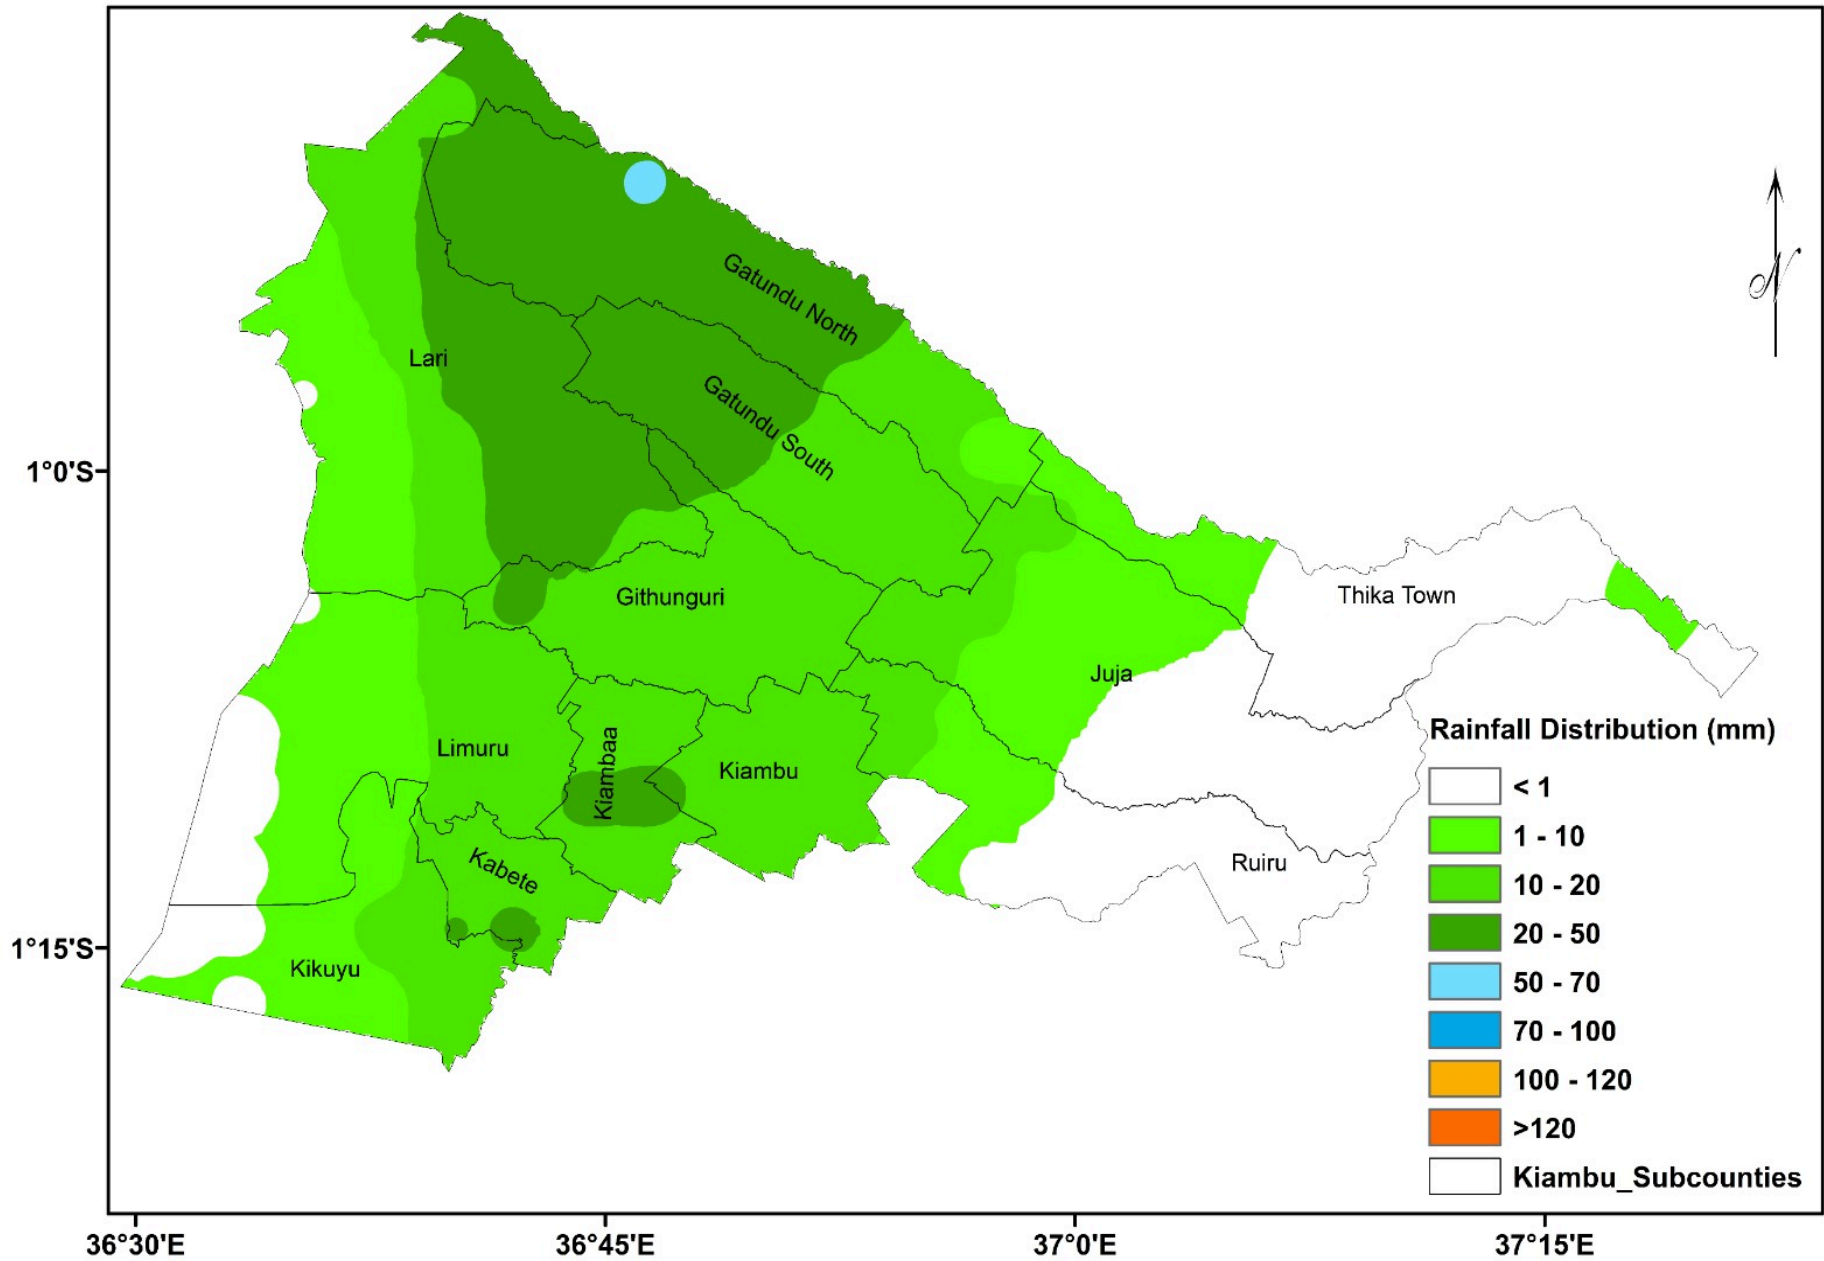 Gatundu North
Lari
Gatundu South
1°0'S
Githunguri
Thika Town
Juja
Limuru
Kiambaa
Kiambu
Kabete
Ruiru
1°15'S
Kikuyu
N
Rainfall Distribution (mm)
< 1
1 - 10
10 - 20
20 - 50
50 - 70
70 - 100
100 - 120
>120
Kiambu_Subcounties
36°30'E 36°45'E 37°0'E 37°15'E